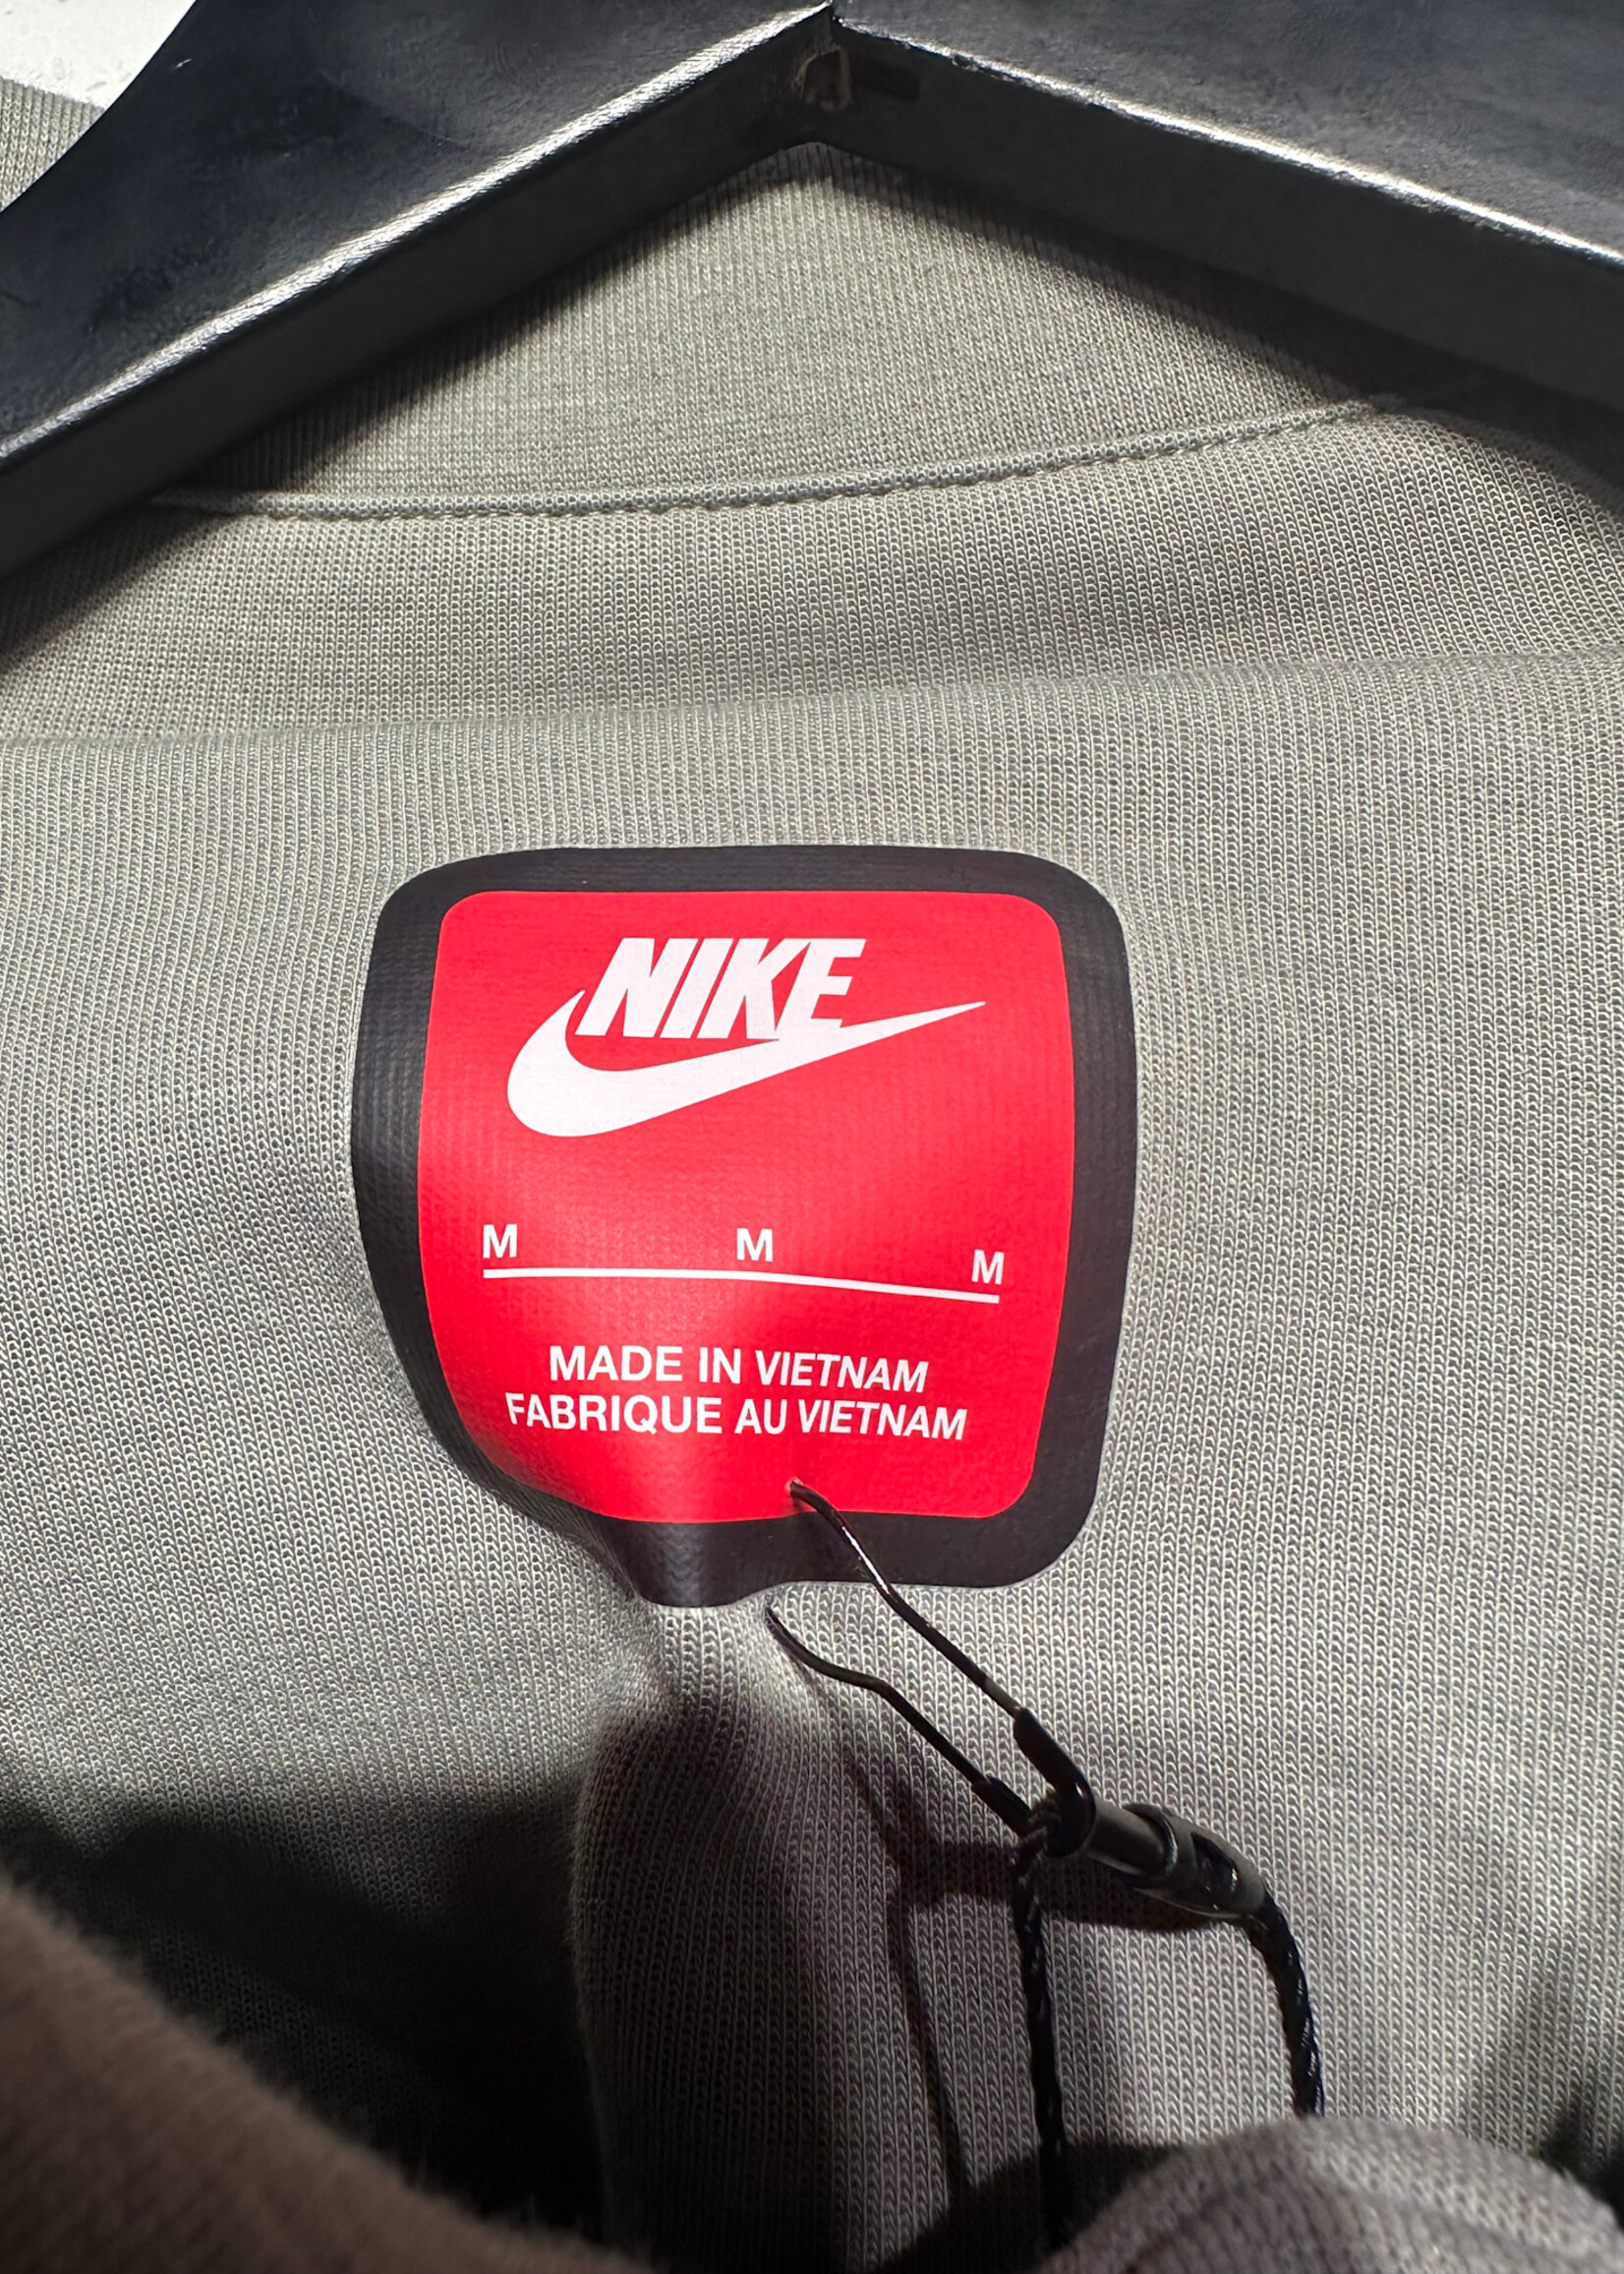 NIKE
M M M
MADE IN VIETNAM
FABRIQUE AU VIETNAM